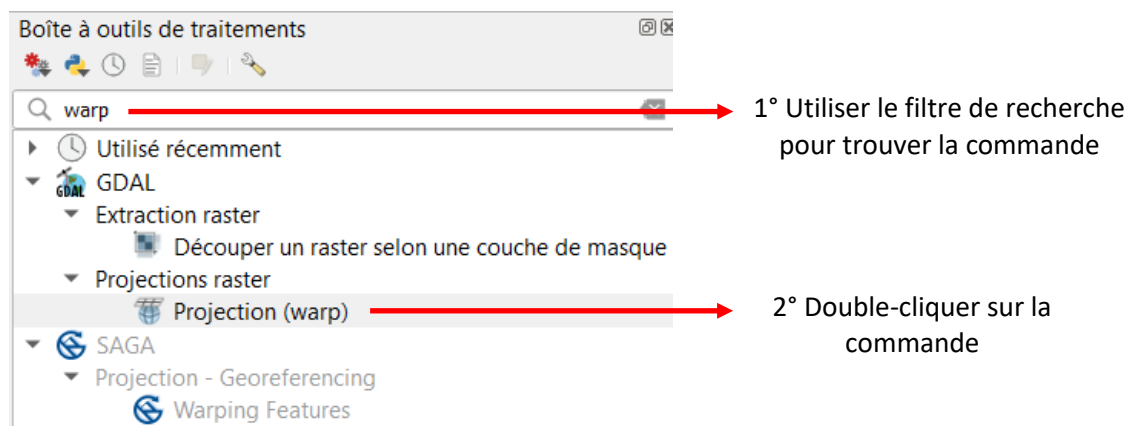 Boîte à outils de traitements
warp
1° Utiliser le filtre de recherche
pour trouver la commande
Utilisé récemment
GDAL
GDAL
Extraction raster
Découper un raster selon une couche de masque
Projections raster
Projection (warp)
2° Double-cliquer sur la
commande
SAGA
Projection - Georeferencing
Warping Features